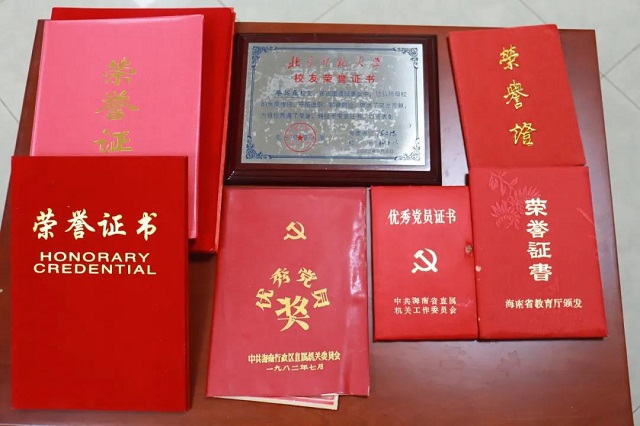 荣
誉
证
北京师范大学
校友荣誉证书
榮
譽
證
荣誉证书
HONORARY
CREDENTIAL
优秀党员
奖
中共海南行政区直属机关委员会
一九八二年七月
优秀党员证书
中共海南省直属
机关工作委员会
荣
誉
証
書
海南省教育厅颁发